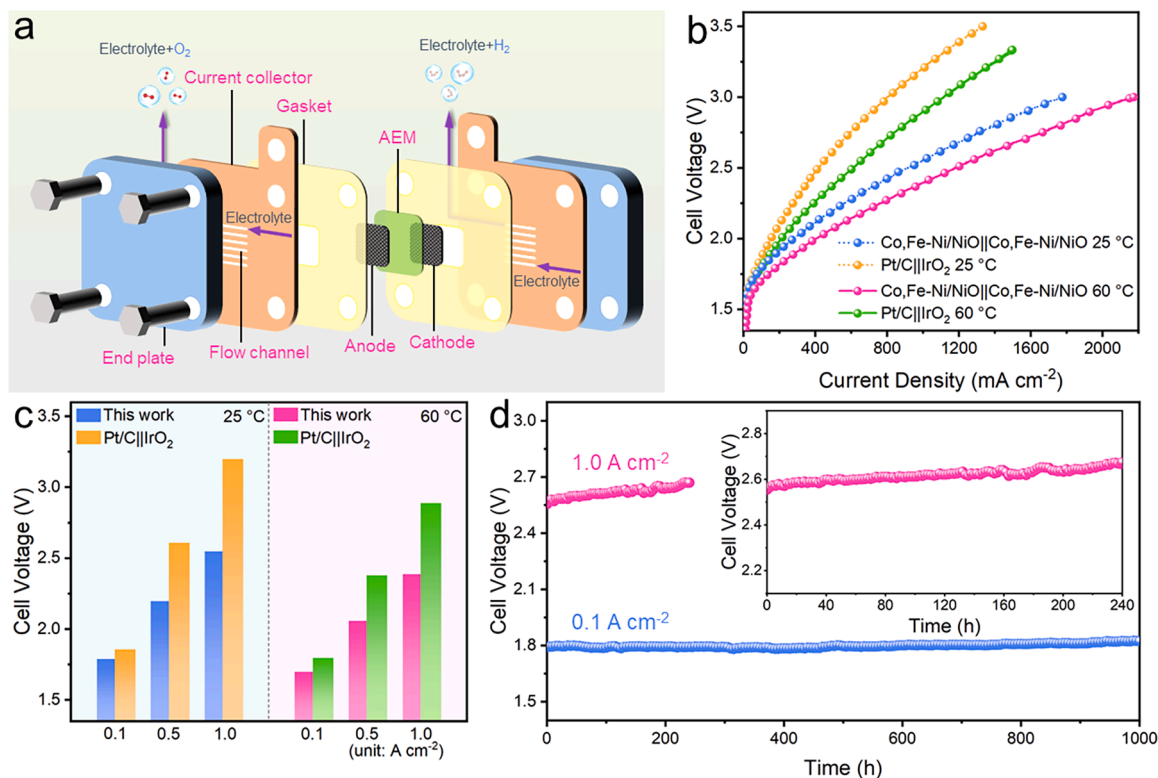 a
Electrolyte+O₂
Electrolyte+H₂
Current collector
Gasket
AEM
Electrolyte
Electrolyte
End plate
Flow channel
Anode
Cathode
b
Cell Voltage (V)
3.5
3.0
2.5
2.0
1.5
Co,Fe-Ni/NiO||Co,Fe-Ni/NiO 25 °C
Pt/C||IrO₂ 25 °C
Co,Fe-Ni/NiO||Co,Fe-Ni/NiO 60 °C
Pt/C||IrO₂ 60 °C
0 400 800 1200 1600 2000
Current Density (mA cm⁻²)
c
Cell Voltage (V)
3.5
3.0
2.5
2.0
1.5
This work 25 °C
Pt/C||IrO₂
This work 60 °C
Pt/C||IrO₂
0.1 0.5 1.0 0.1 0.5 1.0
(unit: A cm⁻²)
d
Cell Voltage (V)
3.0
2.7
2.4
2.1
1.8
1.5
1.0 A cm⁻²
0.1 A cm⁻²
Cell Voltage (V)
2.8
2.6
2.4
2.2
0 40 80 120 160 200 240
Time (h)
0 200 400 600 800 1000
Time (h)